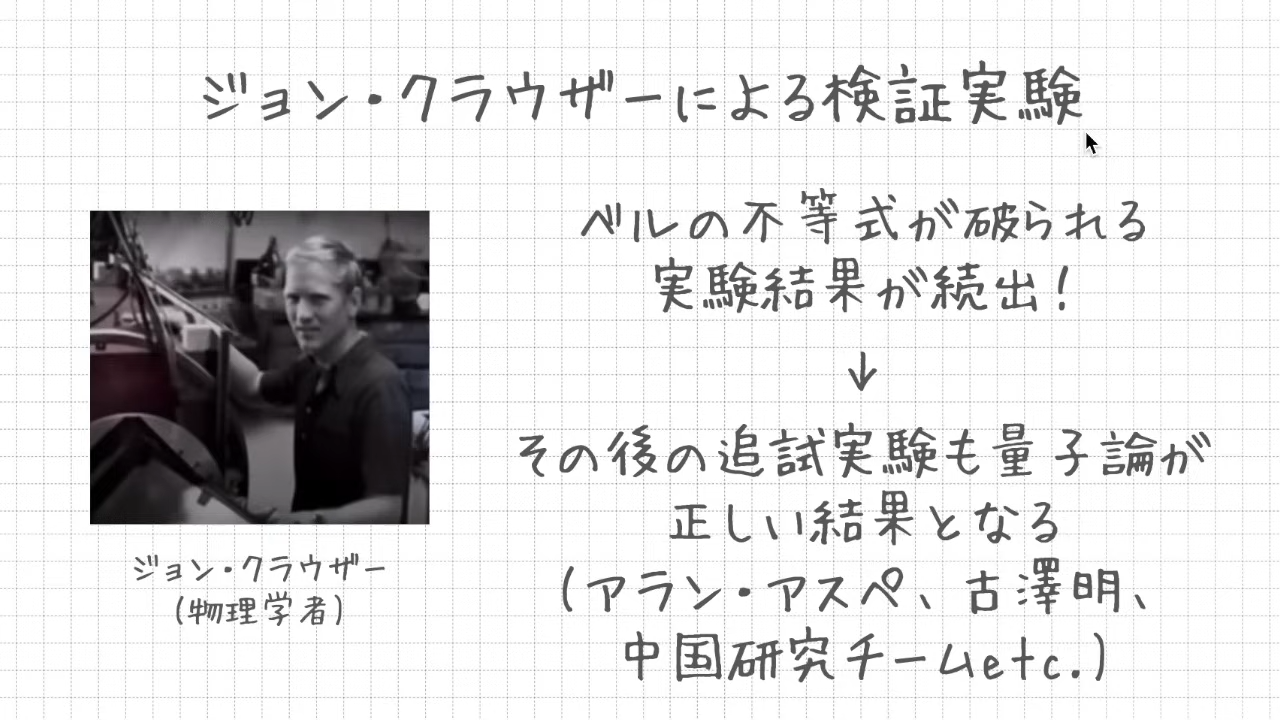 ジョン・クラウザーによる検証実験
ベルの不等式が破られる
実験結果が続出！
↓
その後の追試実験も量子論が
正しい結果となる
(アラン・アスペ、古澤明、
中国研究チームetc.)
ジョン・クラウザー
(物理学者)